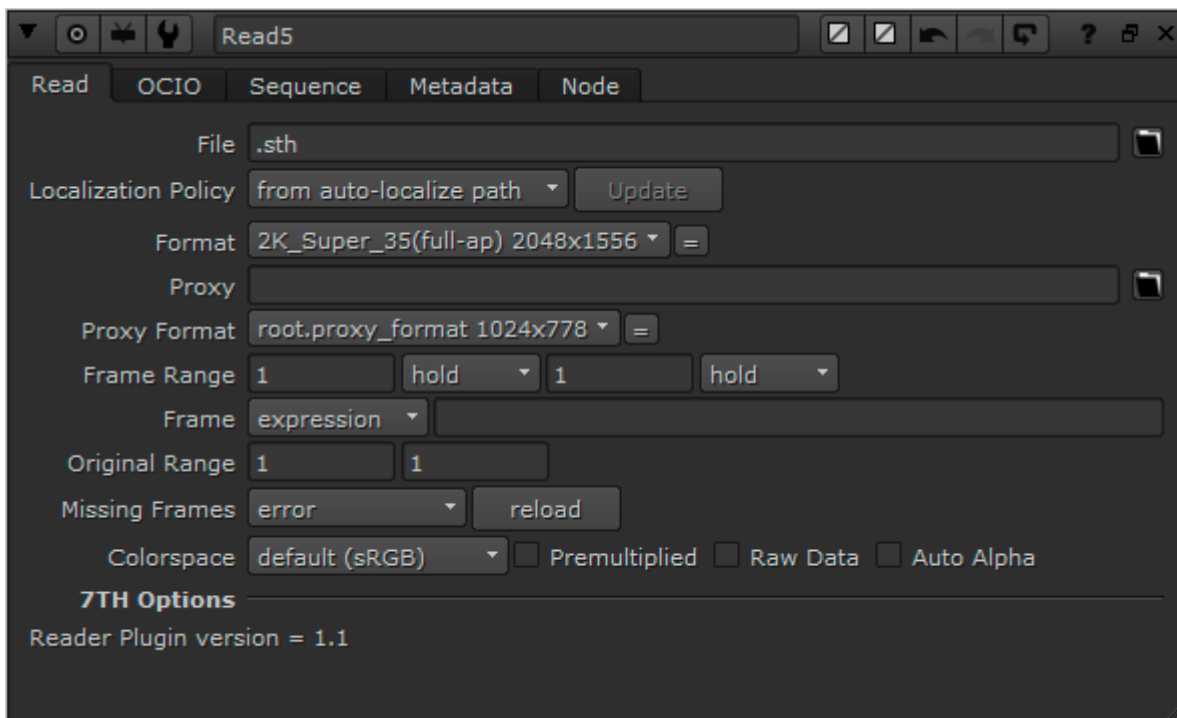 Read5 ?
Read OCIO Sequence Metadata Node
File .sth
Localization Policy from auto-localize path Update
Format 2K_Super_35(full-ap) 2048x1556 =
Proxy
Proxy Format root.proxy_format 1024x778 =
Frame Range 1 hold 1 hold
Frame expression
Original Range 1 1
Missing Frames error reload
Colorspace default (sRGB) Premultiplied Raw Data Auto Alpha
7TH Options
Reader Plugin version = 1.1